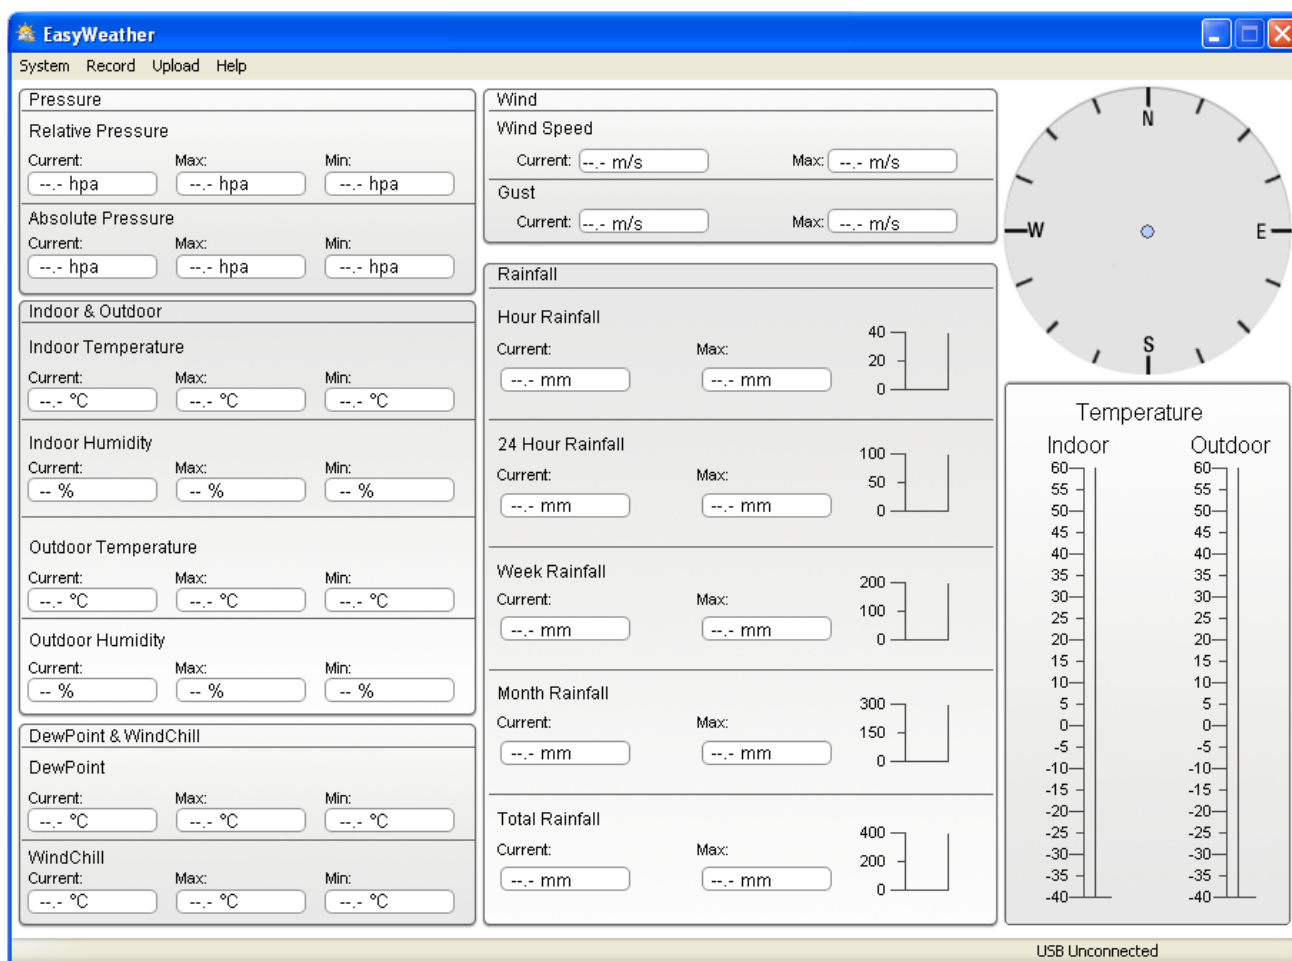 EasyWeather
System Record Upload Help
Pressure
Relative Pressure
Current: Max: Min:
--.- hpa --.- hpa --.- hpa
Absolute Pressure
Current: Max: Min:
--.- hpa --.- hpa --.- hpa
Indoor & Outdoor
Indoor Temperature
Current: Max: Min:
--.- °C --.- °C --.- °C
Indoor Humidity
Current: Max: Min:
-- % -- % -- %
Outdoor Temperature
Current: Max: Min:
--.- °C --.- °C --.- °C
Outdoor Humidity
Current: Max: Min:
-- % -- % -- %
DewPoint & WindChill
DewPoint
Current: Max: Min:
--.- °C --.- °C --.- °C
WindChill
Current: Max: Min:
--.- °C --.- °C --.- °C
Wind
Wind Speed
Current: --.- m/s Max: --.- m/s
Gust
Current: --.- m/s Max: --.- m/s
Rainfall
Hour Rainfall
Current: Max:
--.- mm --.- mm
40
20
0
24 Hour Rainfall
Current: Max:
--.- mm --.- mm
100
50
0
Week Rainfall
Current: Max:
--.- mm --.- mm
200
100
0
Month Rainfall
Current: Max:
--.- mm --.- mm
300
150
0
Total Rainfall
Current: Max:
--.- mm --.- mm
400
200
0
N
W E
S
Temperature
Indoor Outdoor
60 60
55 55
50 50
45 45
40 40
35 35
30 30
25 25
20 20
15 15
10 10
5 5
0 0
-5 -5
-10 -10
-15 -15
-20 -20
-25 -25
-30 -30
-35 -35
-40 -40
USB Unconnected